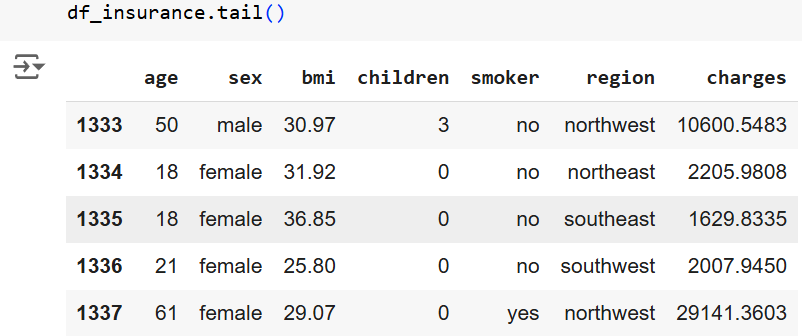 df_insurance.tail()
age sex bmi children smoker region charges
1333 50 male 30.97 3 no northwest 10600.5483
1334 18 female 31.92 0 no northeast 2205.9808
1335 18 female 36.85 0 no southeast 1629.8335
1336 21 female 25.80 0 no southwest 2007.9450
1337 61 female 29.07 0 yes northwest 29141.3603